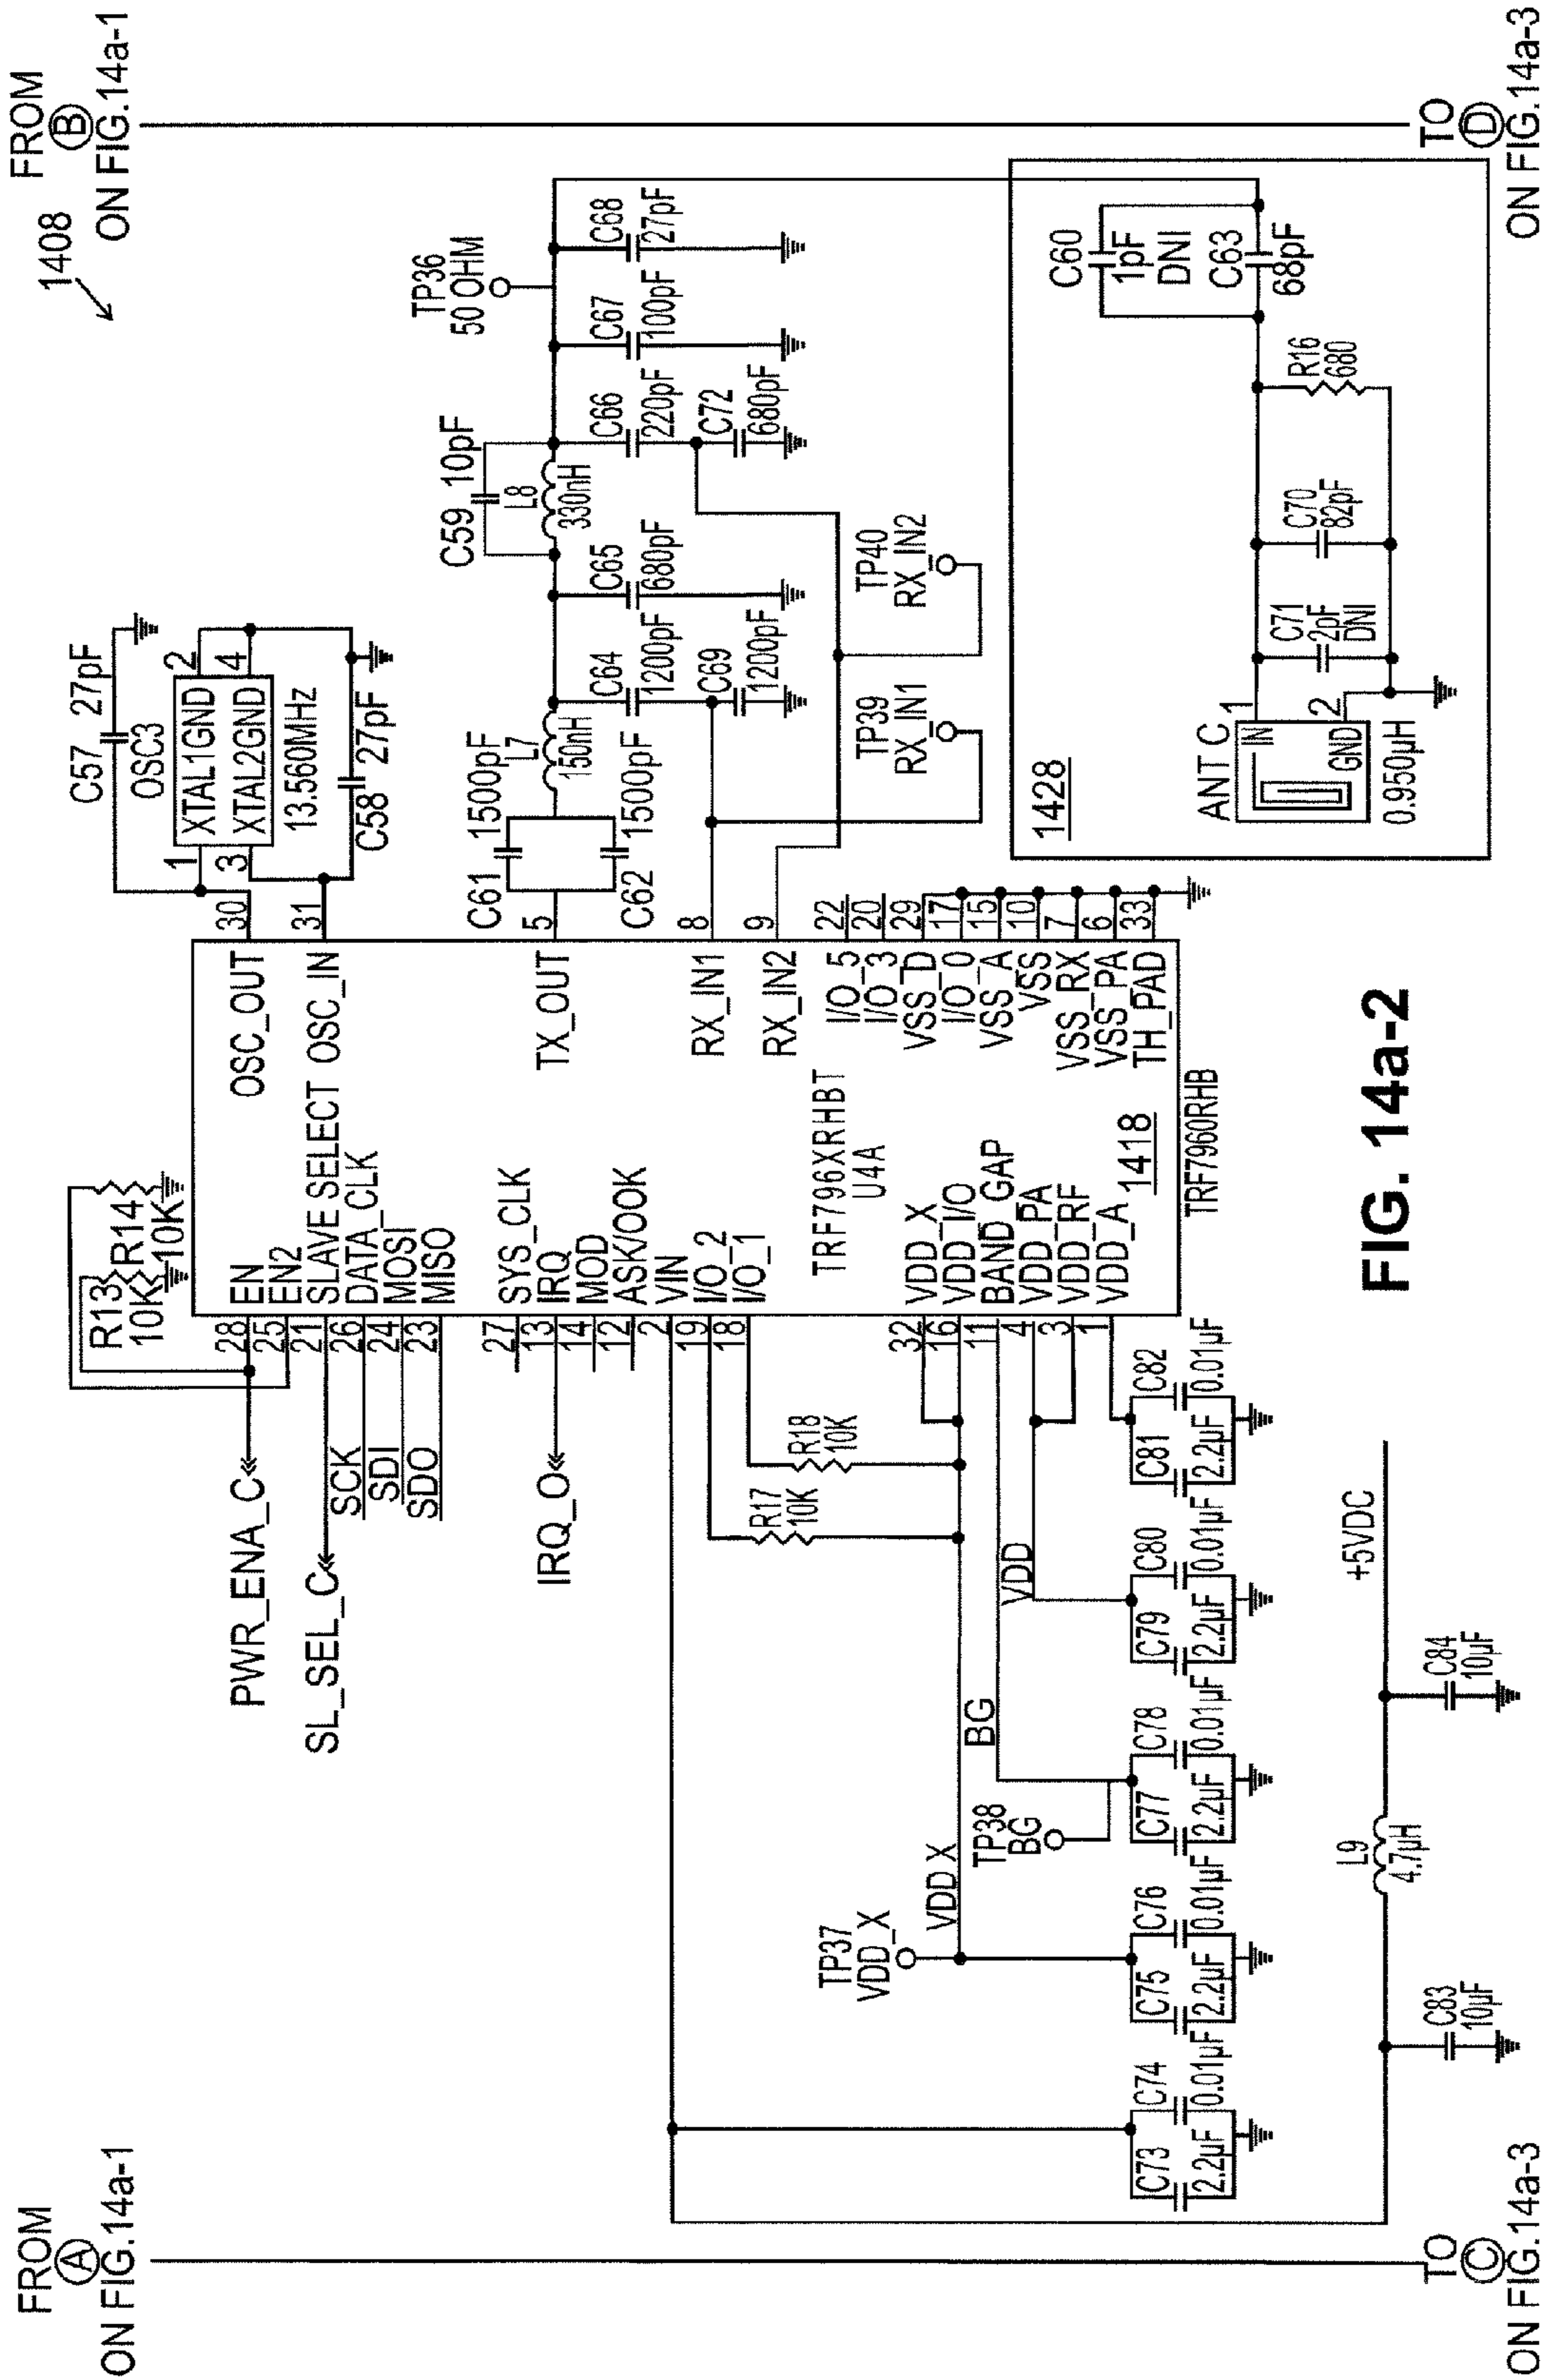 FROM
A
ON FIG.14a-1
FROM
B
ON FIG.14a-1
1408
PWR_ENA_C
SL_SEL_C
SCK
SDI
SDO
IRQ_O
R13
10K
R14
10K
28
25
21
26
24
23
27
13
14
12
2
19
18
32
16
11
4
3
1
EN
EN2
SLAVE SELECT
DATA_CLK
MOSI
MISO
SYS_CLK
IRQ
MOD
ASK/OOK
VIN
I/O_2
I/O_1
VDD_X
VDD_I/O
BAND_GAP
VDD_PA
VDD_RF
VDD_A
OSC_OUT
OSC_IN
TX_OUT
RX_IN1
RX_IN2
I/O_5
I/O_3
VSS_D
I/O_0
VSS_A
VSS
VSS_RX
VSS_PA
TH_PAD
TRF796XRHBT
U4A
1418
TRF7960RHB
30
31
5
8
9
22
20
29
17
15
10
7
6
33
C57 27pF
OSC3
1
XTAL1GND
2
3
XTAL2GND
4
13.560MHz
C58 27pF
C61 1500pF
C62 1500pF
L7
150nH
C59 10pF
L8
330nH
TP36
50 OHM
C64
1200pF
C65
680pF
C66
220pF
C67
100pF
C68
27pF
C69
1200pF
C72
680pF
TP39
RX_IN1
TP40
RX_IN2
R17
10K
R18
10K
VDD_X
TP37
VDD_X
BG
TP38
BG
VDD
C73
2.2µF
C74
0.01µF
C75
2.2µF
C76
0.01µF
C77
2.2µF
C78
0.01µF
C79
2.2µF
C80
0.01µF
C81
2.2µF
C82
0.01µF
C83
10µF
L9
4.7µH
C84
10µF
+5VDC
1428
ANT C
IN
1
GND
2
0.950µH
C71
2pF
DNI
C70
82pF
R16
680
C60
1pF
DNI
C63
68pF
TO
C
ON FIG.14a-3
TO
D
ON FIG.14a-3
FIG. 14a-2